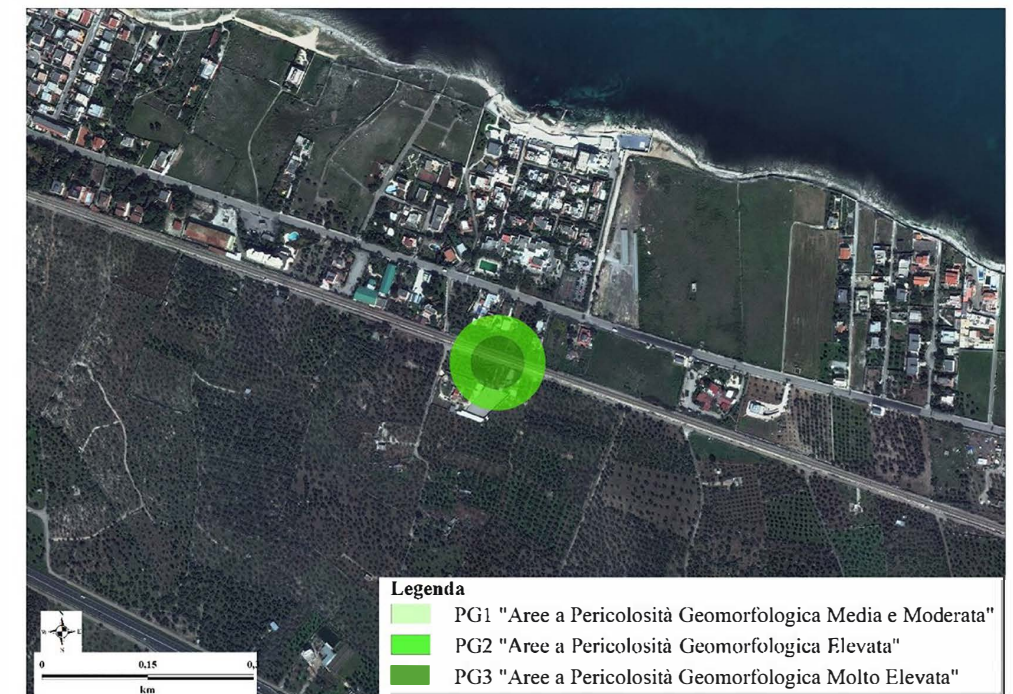 Legenda
PG1 "Aree a Pericolosità Geomorfologica Media e Moderata"
PG2 "Aree a Pericolosità Geomorfologica Elevata"
PG3 "Aree a Pericolosità Geomorfologica Molto Elevata"
N
W E
S
0 0,15
km